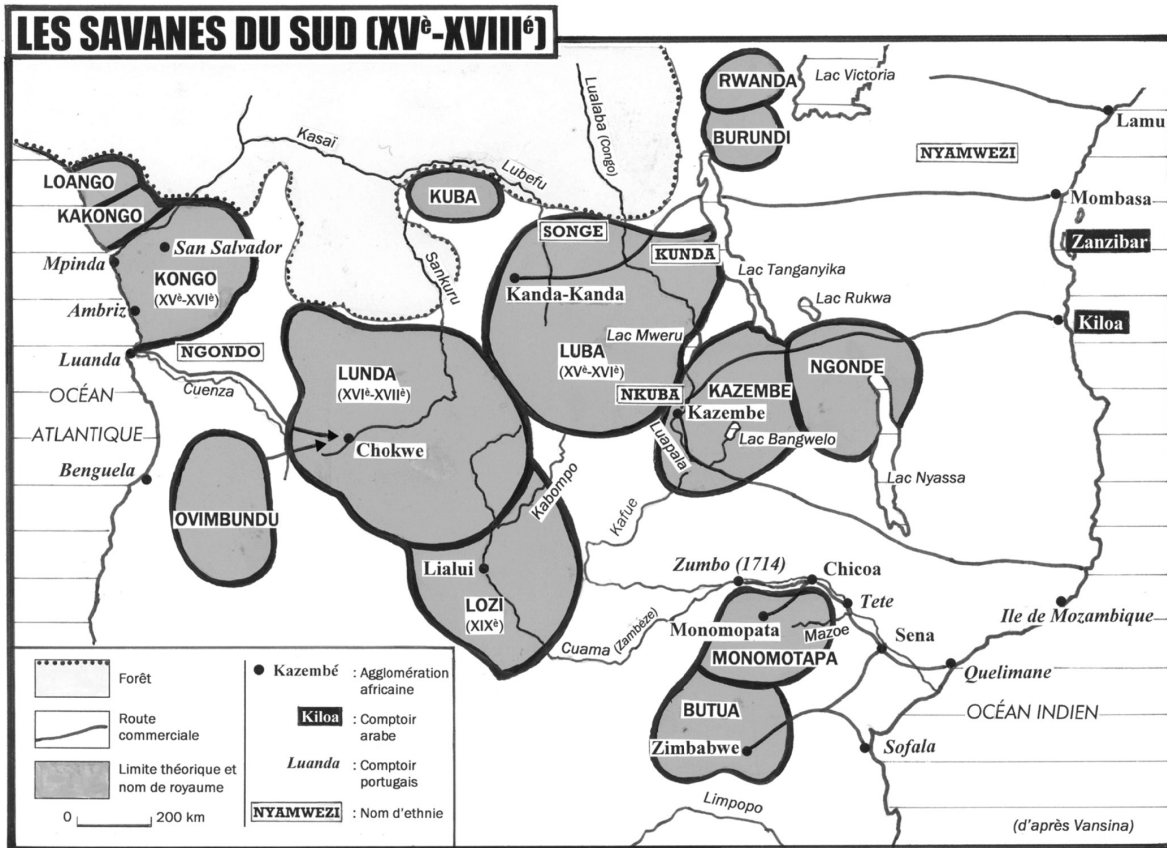 LES SAVANES DU SUD (XVè-XVIIIé)
RWANDA
Lac Victoria
BURUNDI
Lualaba (Congo)
Lamu
NYAMWEZI
Kasaï
Lubefu
LOANGO
KAKONGO
KUBA
Mombasa
San Salvador
SONGE
KUNDA
Zanzibar
Mpinda
KONGO
(XVè-XVIè)
Sankuru
Kanda-Kanda
Lac Tanganyika
Lac Rukwa
Ambriz
Kiloa
Luanda
NGONDO
Lac Mweru
LUBA
(XVè-XVIè)
NGONDE
Cuenza
LUNDA
(XVIè-XVIIè)
NKUBA
KAZEMBE
OCÉAN
ATLANTIQUE
Kazembe
Chokwe
Luapala
Lac Bangwelo
Benguela
Kabompo
Lac Nyassa
OVIMBUNDU
Kafue
Lialui
Zumbo (1714)
Chicoa
Tete
LOZI
(XIXè)
Ile de Mozambique
Monomopata
Mazoe
Sena
Cuama (Zambèze)
MONOMOTAPA
Quelimane
BUTUA
OCÉAN INDIEN
Zimbabwe
Sofala
Limpopo
(d'après Vansina)
Forêt
Route
commerciale
Limite théorique et
nom de royaume
0 200 km
Kazembé : Agglomération
africaine
Kiloa : Comptoir
arabe
Luanda : Comptoir
portugais
NYAMWEZI : Nom d'ethnie